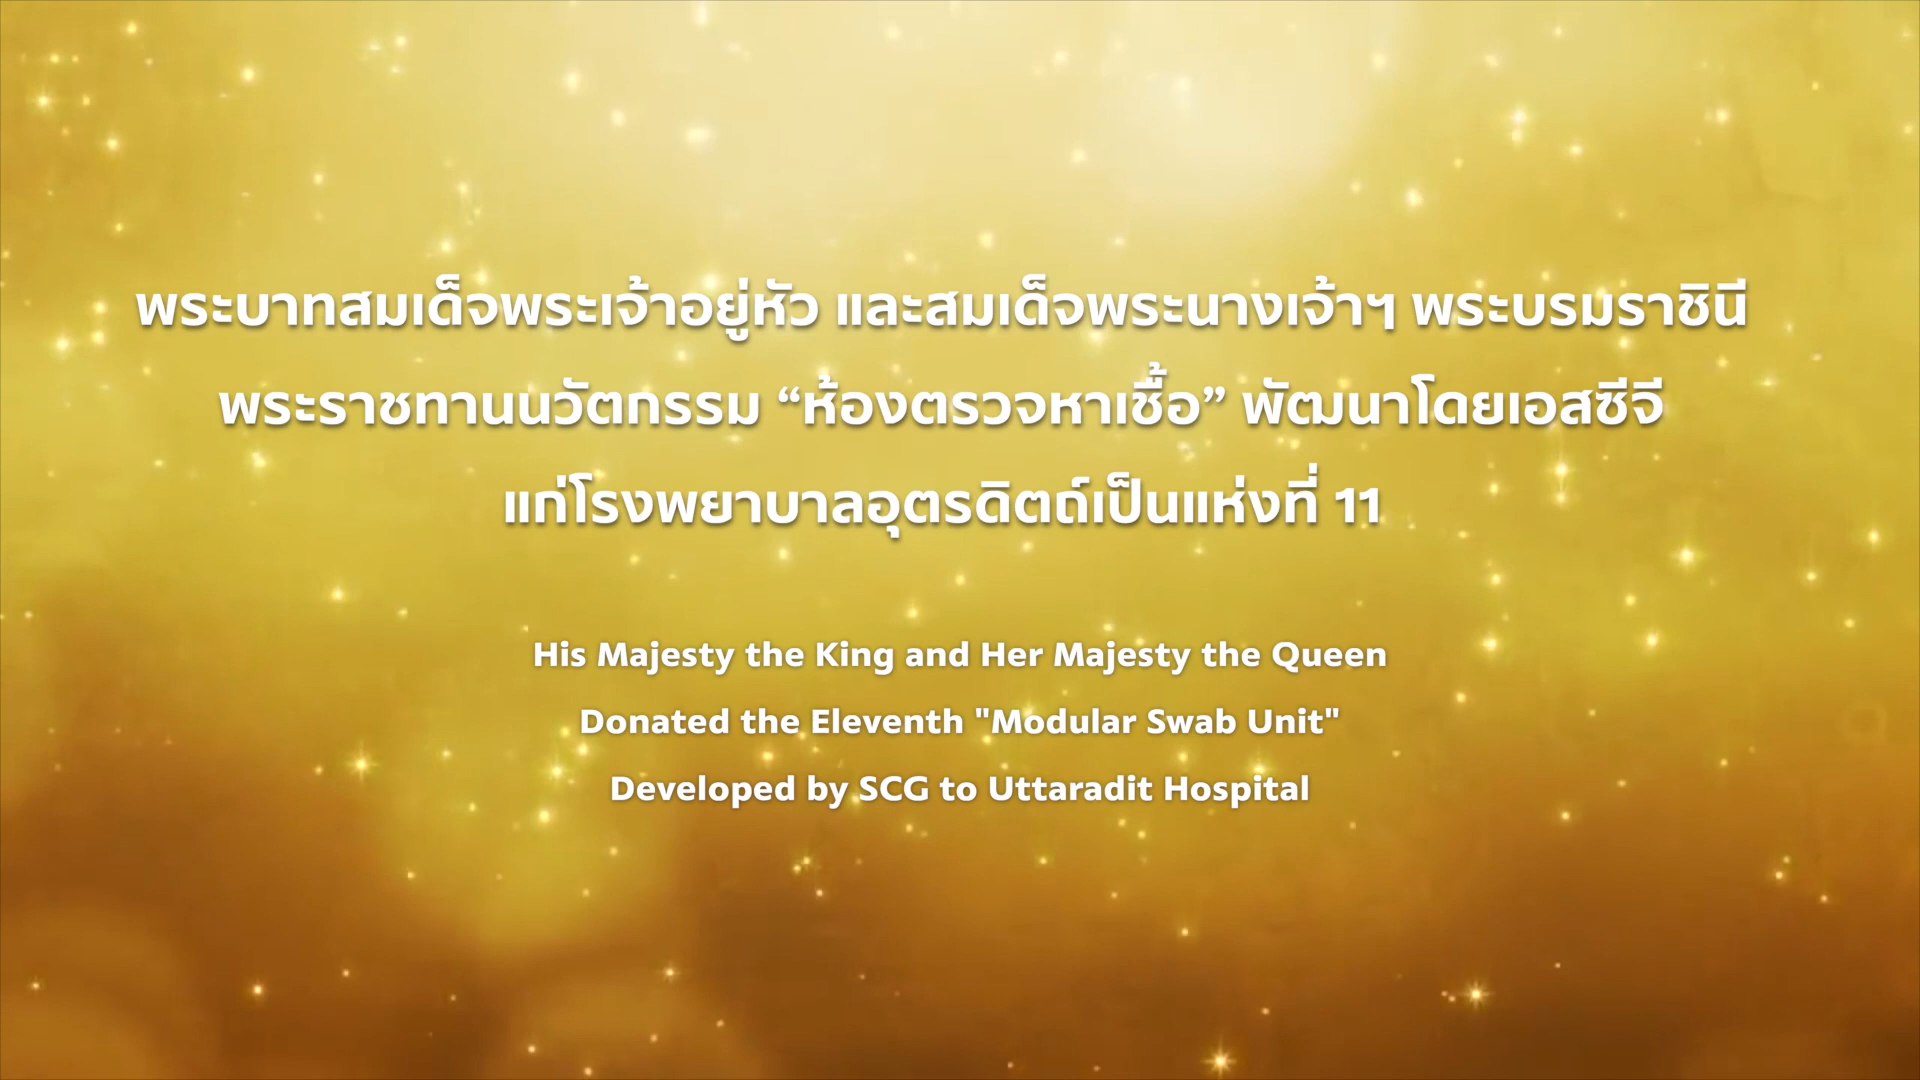 พระบาทสมเด็จพระเจ้าอยู่หัว และสมเด็จพระนางเจ้าฯ พระบรมราชินี
พระราชทานนวัตกรรม “ห้องตรวจหาเชื้อ” พัฒนาโดยเอสซีจี
แก่โรงพยาบาลอุตรดิตถ์เป็นแห่งที่ 11
His Majesty the King and Her Majesty the Queen
Donated the Eleventh "Modular Swab Unit"
Developed by SCG to Uttaradit Hospital